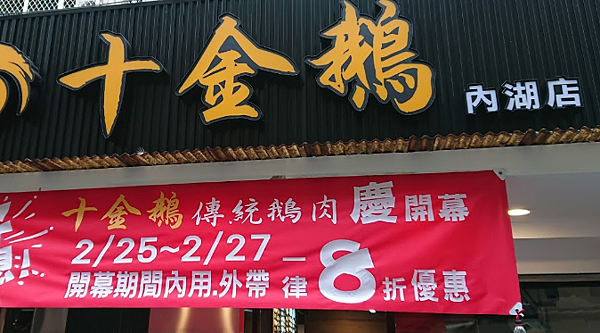 十金鵝
內湖店
十金鵝傳統鵝肉慶開幕
2/25~2/27
開幕期間內用.外帶一律8折優惠